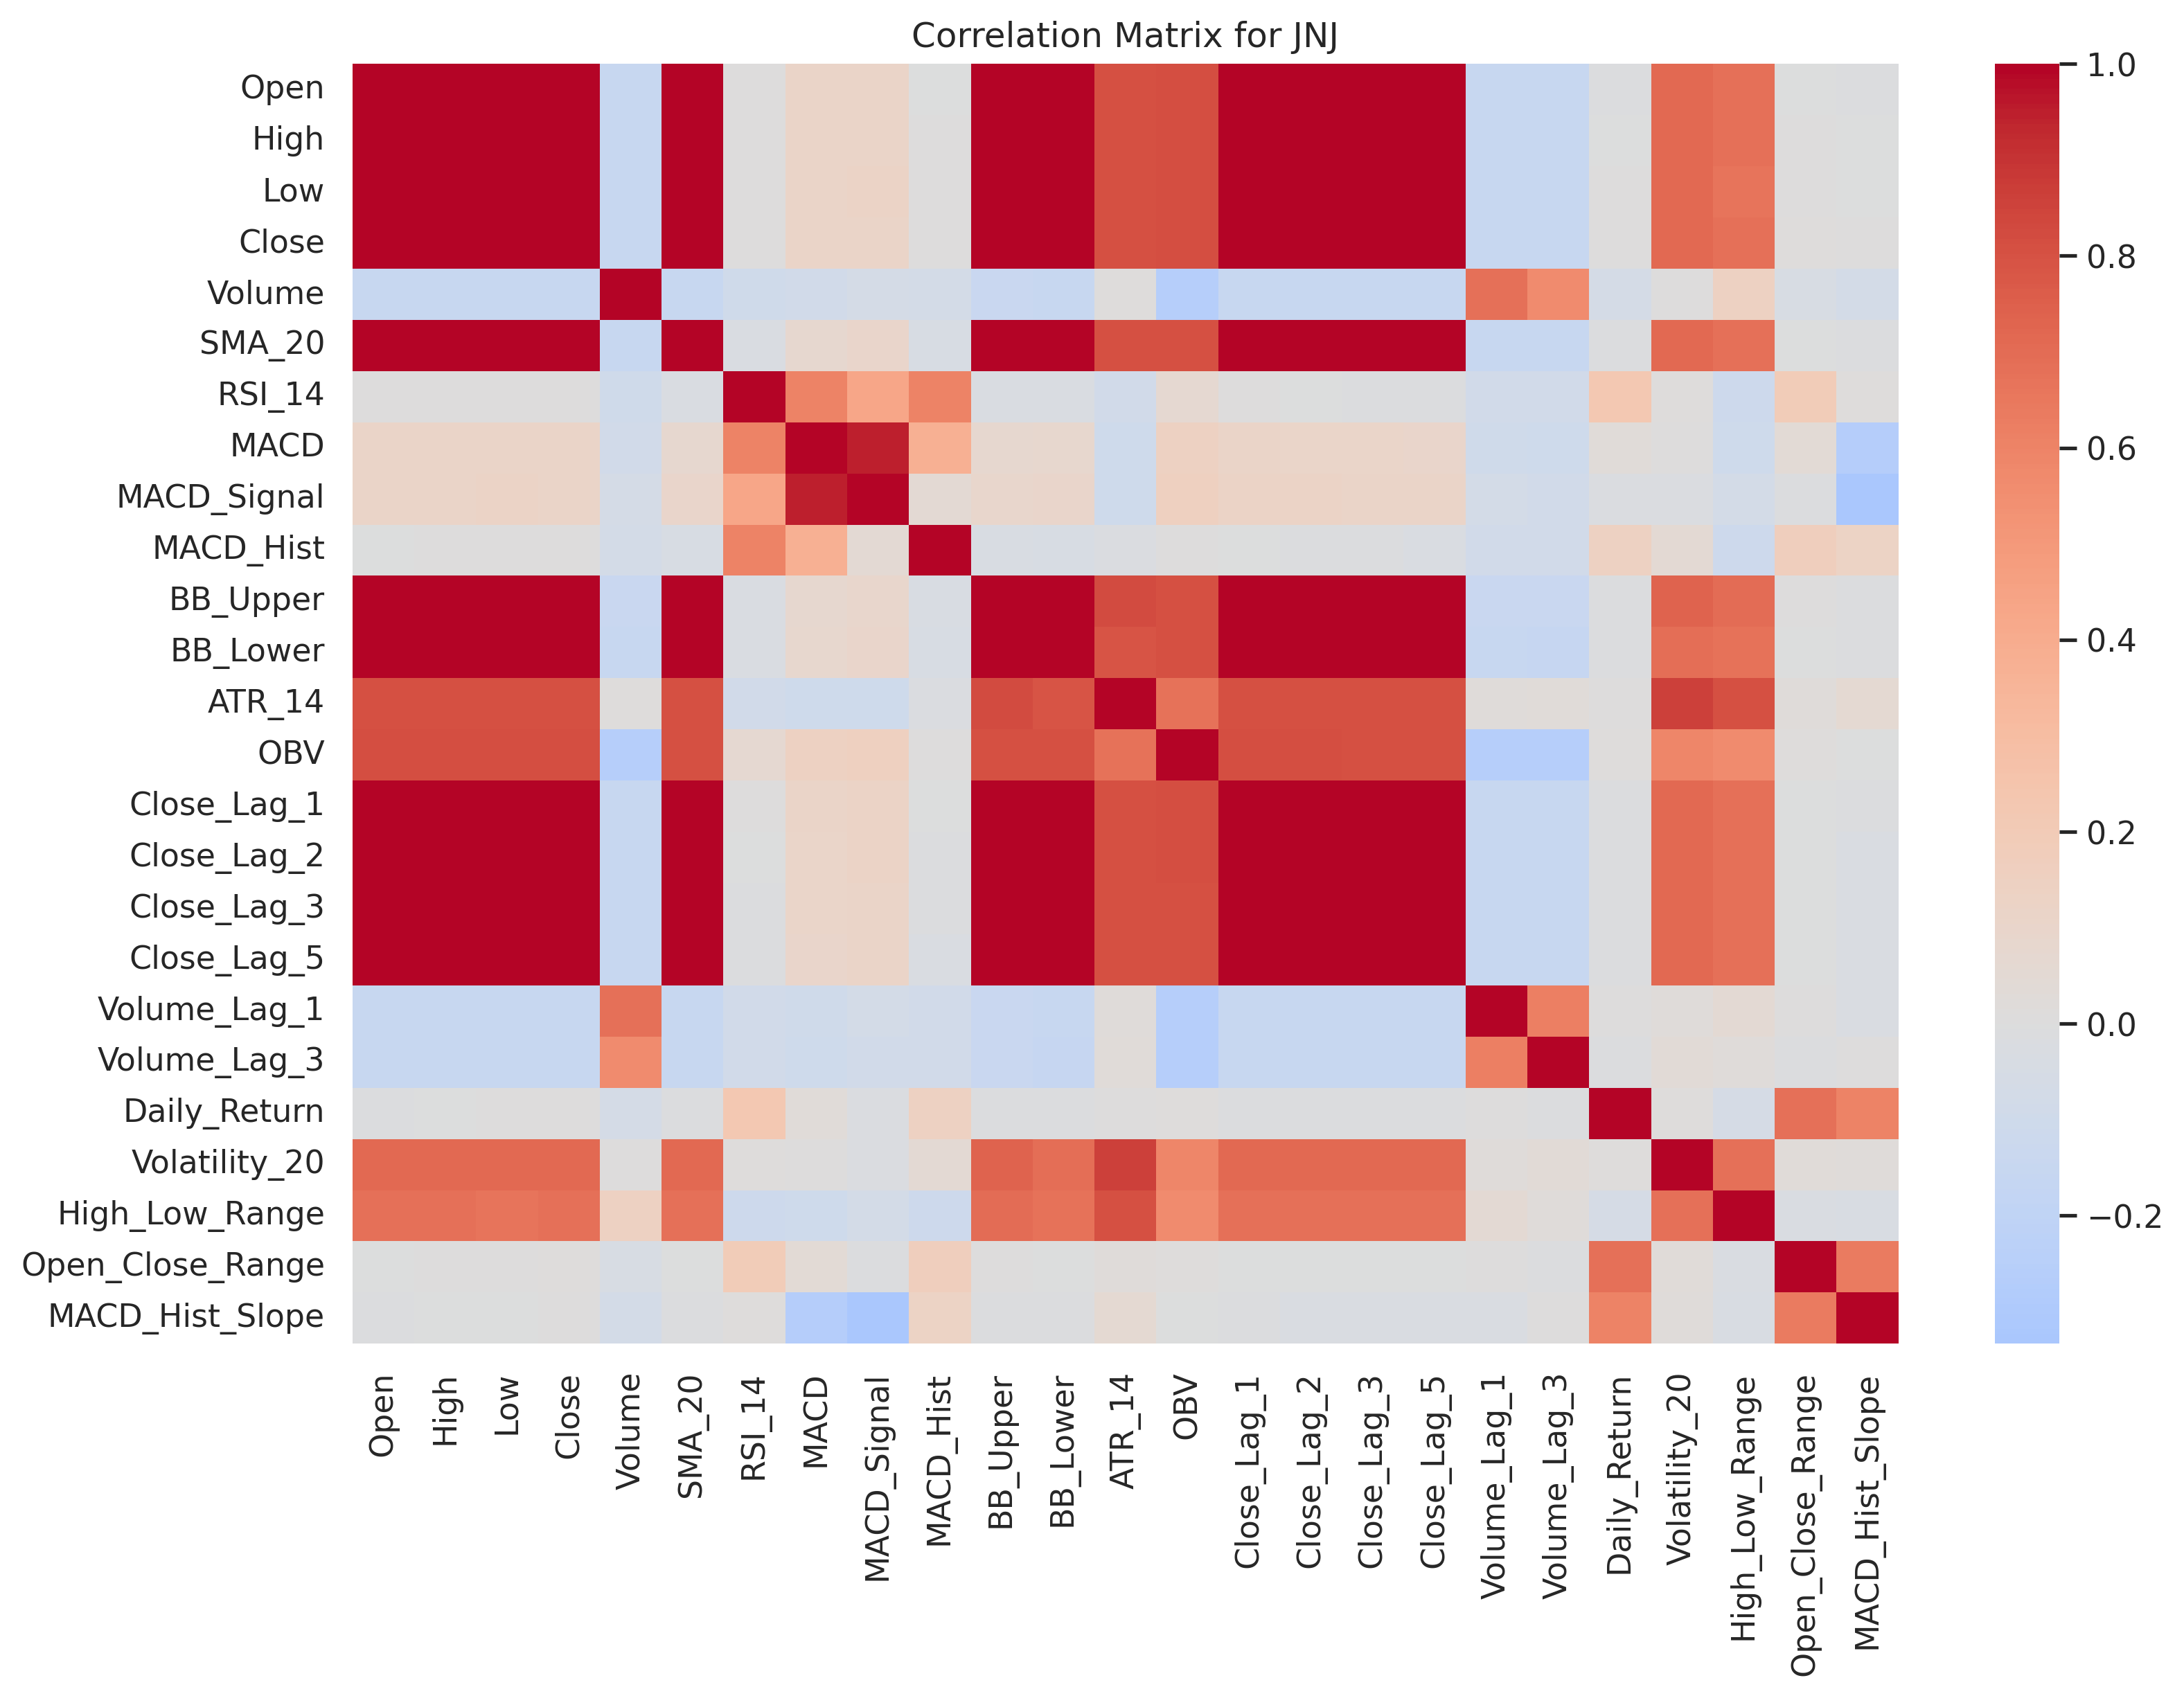 Correlation Matrix for JNJ
Open
High
Low
Close
Volume
SMA_20
RSI_14
MACD
MACD_Signal
MACD_Hist
BB_Upper
BB_Lower
ATR_14
OBV
Close_Lag_1
Close_Lag_2
Close_Lag_3
Close_Lag_5
Volume_Lag_1
Volume_Lag_3
Daily_Return
Volatility_20
High_Low_Range
Open_Close_Range
MACD_Hist_Slope
Open
High
Low
Close
Volume
SMA_20
RSI_14
MACD
MACD_Signal
MACD_Hist
BB_Upper
BB_Lower
ATR_14
OBV
Close_Lag_1
Close_Lag_2
Close_Lag_3
Close_Lag_5
Volume_Lag_1
Volume_Lag_3
Daily_Return
Volatility_20
High_Low_Range
Open_Close_Range
MACD_Hist_Slope
1.0
0.8
0.6
0.4
0.2
0.0
−0.2